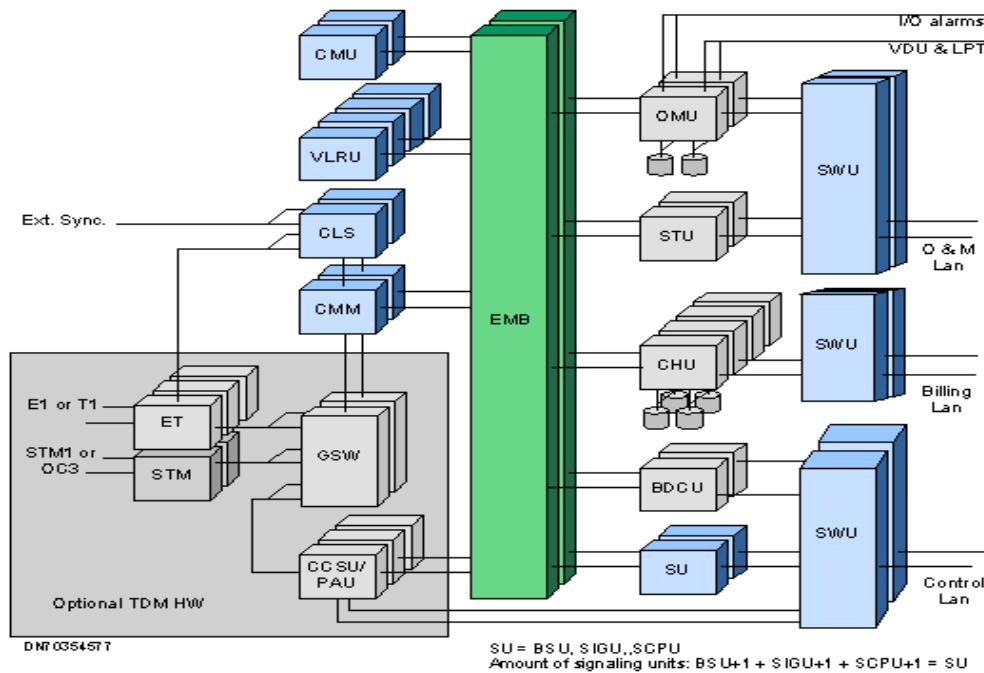 I/O alarms
VDU & LPT
CMU
OMU
VLRU
SWU
Ext. Sync.
CLS
STU
O & M
Lan
CMM
EMB
CHU
SWU
Billing
Lan
E1 or T1
ET
STM1 or
OC3
STM
GSW
BDCU
SWU
CCSU/
PAU
SU
Control
Lan
Optional TDM HW
DN70354577
SU = BSU, SIGU,,SCPU
Amount of signaling units: BSU+1 + SIGU+1 + SCPU+1 = SU